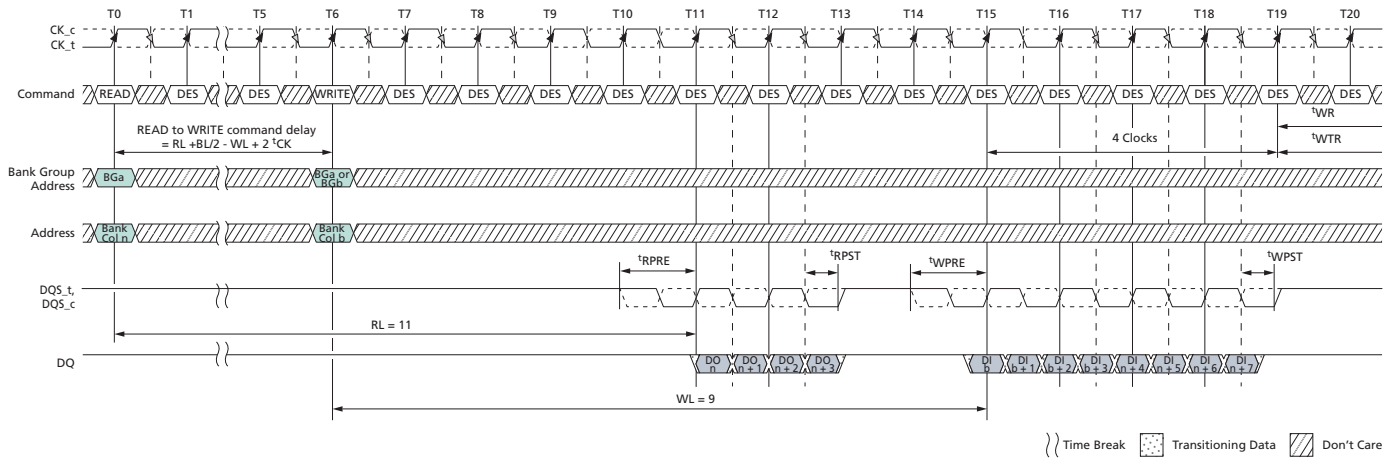 T0 T1 T5 T6 T7 T8 T9 T10 T11 T12 T13 T14 T15 T16 T17 T18 T19 T20
CK_c
CK_t
Command READ DES DES WRITE DES DES DES DES DES DES DES DES DES DES DES DES DES DES
READ to WRITE command delay
= RL +BL/2 - WL + 2 tCK
4 Clocks
tWR
tWTR
Bank Group
Address
BGa
BGa or
BGb
Address
Bank
Col n
Bank
Col b
tRPRE tRPST tWPRE tWPST
DQS_t,
DQS_c
RL = 11
DQ
DO
n
DO
n + 1
DO
n + 2
DO
n + 3
DI
b
DI
b + 1
DI
b + 2
DI
b + 3
DI
n + 4
DI
n + 5
DI
n + 6
DI
n + 7
WL = 9
Time Break Transitioning Data Don't Care